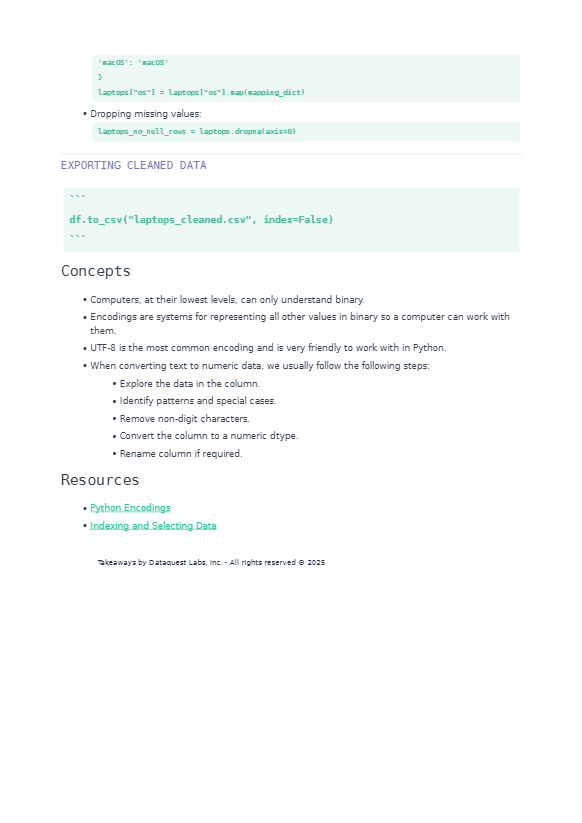 'macOS': 'macOS'
}
laptops["os"] = laptops["os"].map(mapping_dict)
• Dropping missing values:
laptops_no_null_rows = laptops.dropna(axis=0)
EXPORTING CLEANED DATA
```
df.to_csv("laptops_cleaned.csv", index=False)
```
Concepts
• Computers, at their lowest levels, can only understand binary.
• Encodings are systems for representing all other values in binary so a computer can work with
them.
• UTF-8 is the most common encoding and is very friendly to work with in Python.
• When converting text to numeric data, we usually follow the following steps:
• Explore the data in the column.
• Identify patterns and special cases.
• Remove non-digit characters.
• Convert the column to a numeric dtype.
• Rename column if required.
Resources
• Python Encodings
• Indexing and Selecting Data
Takeaways by Dataquest Labs, Inc. - All rights reserved © 2025